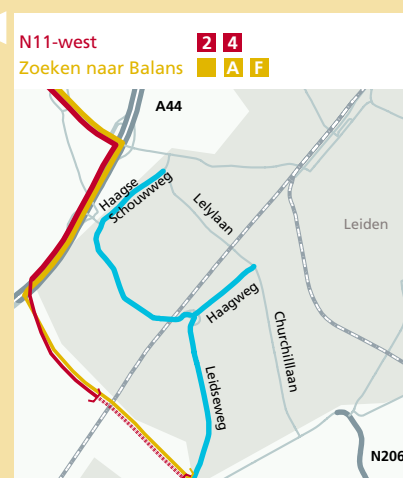 N11-west 2 4
Zoeken naar Balans A F
A44
Haagse
Schouwweg
Lelylaan
Leiden
Haagweg
Churchilllaan
Leidseweg
N206